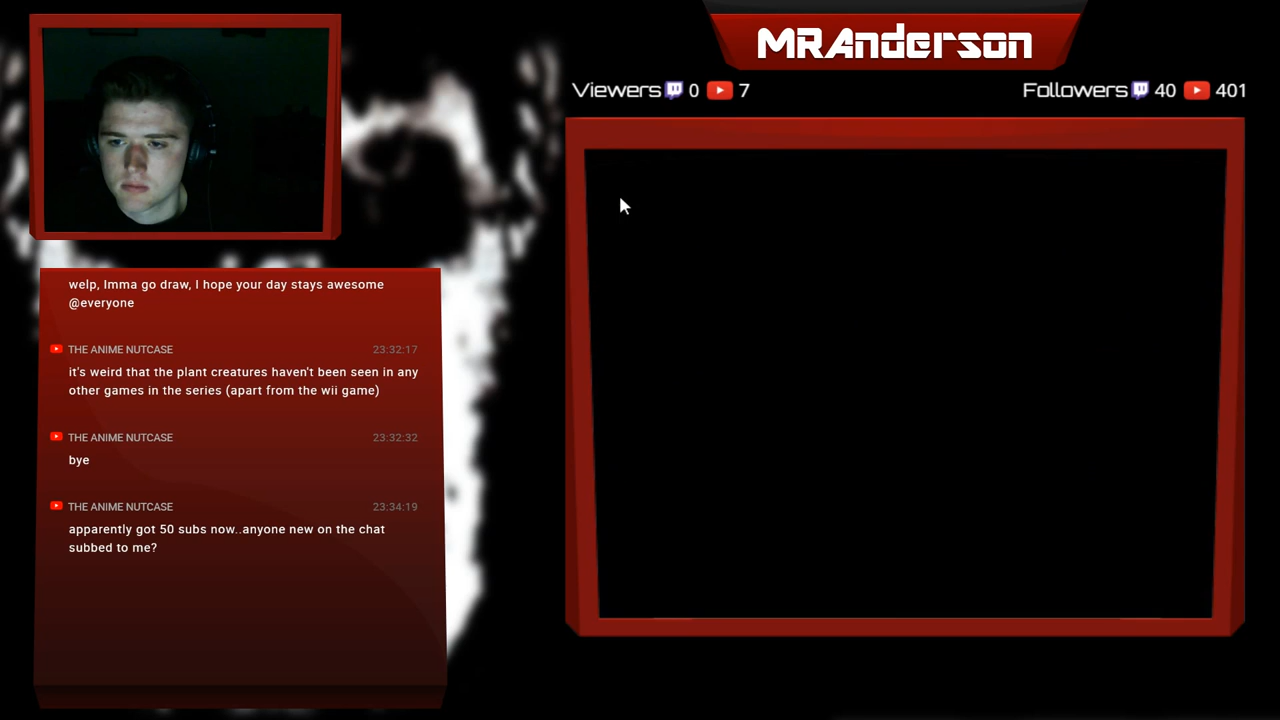 MRAnderson
Viewers 0 7
Followers 40 401
welp, Imma go draw, I hope your day stays awesome
@everyone
THE ANIME NUTCASE 23:32:17
it's weird that the plant creatures haven't been seen in any
other games in the series (apart from the wii game)
THE ANIME NUTCASE 23:32:32
bye
THE ANIME NUTCASE 23:34:19
apparently got 50 subs now..anyone new on the chat
subbed to me?